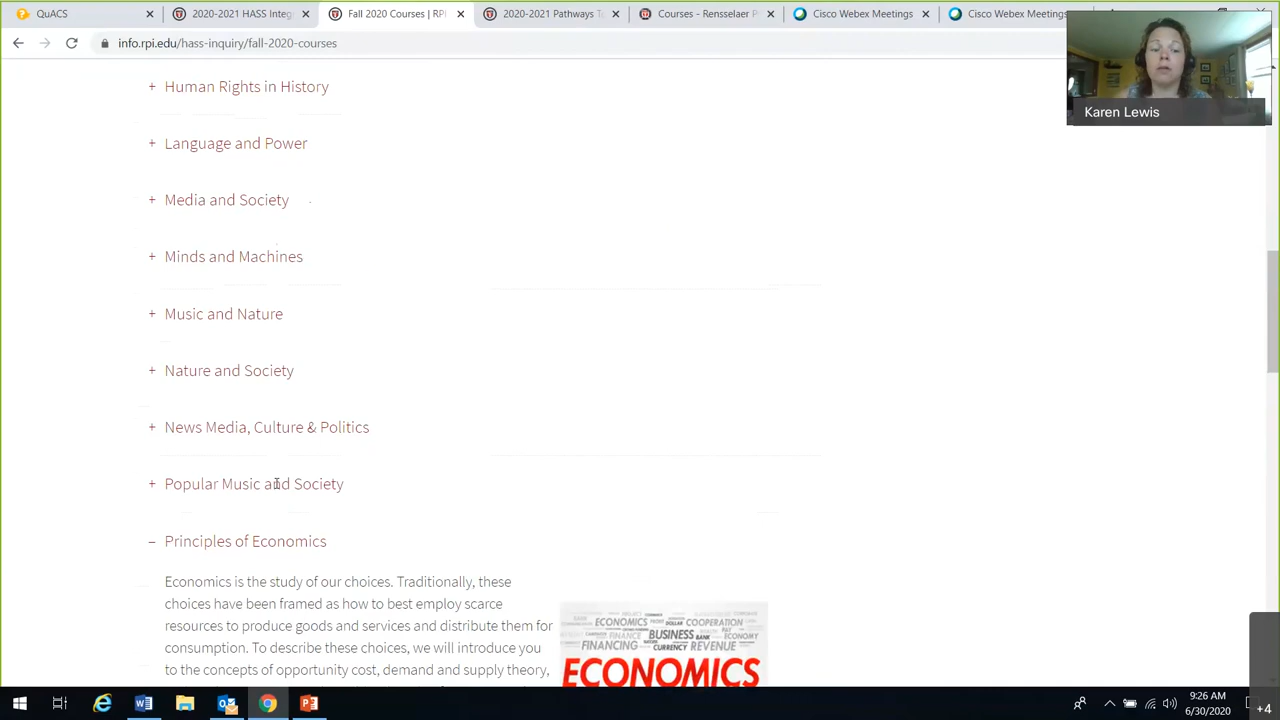 QuACS
2020-2021 HASS Integ
Fall 2020 Courses | RPI
2020-2021 Pathways T
Courses - Rensselaer P
Cisco Webex Meetings
Cisco Webex Meetings
info.rpi.edu/hass-inquiry/fall-2020-courses
Karen Lewis
+ Human Rights in History
+ Language and Power
+ Media and Society
+ Minds and Machines
+ Music and Nature
+ Nature and Society
+ News Media, Culture & Politics
+ Popular Music and Society
– Principles of Economics
Economics is the study of our choices. Traditionally, these
choices have been framed as how to best employ scarce
resources to produce goods and services and distribute them for
consumption. To describe these choices, we will introduce you
to the concepts of opportunity cost, demand and supply theory,
ECONOMICS COOPERATION
FINANCE BUSINESS BANK ECONOMY
FINANCING CURRENCY REVENUE
ECONOMICS
9:26 AM
6/30/2020
+4